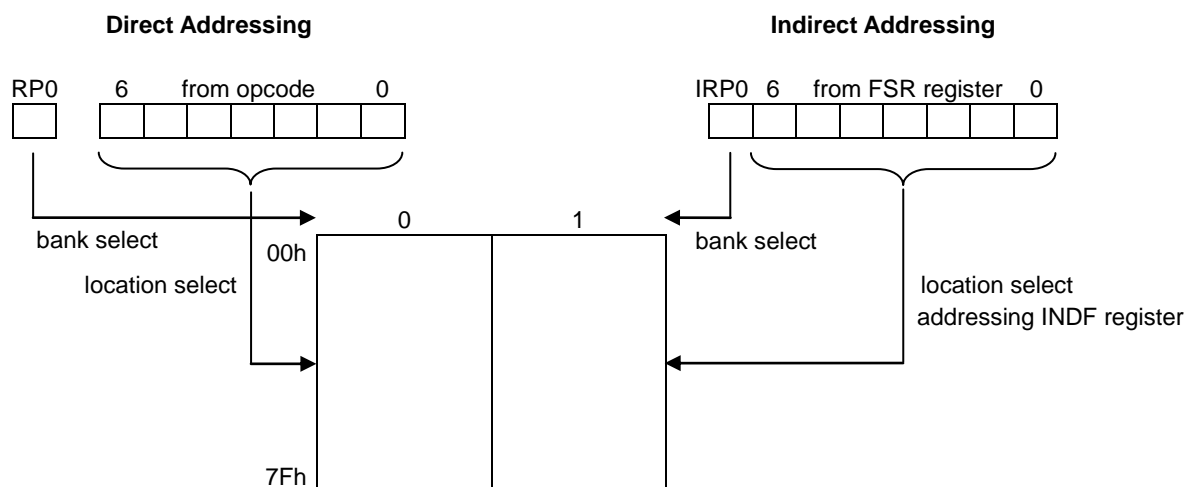 Direct Addressing Indirect Addressing
RP0 6 from opcode 0 IRP0 6 from FSR register 0
0 1
bank select bank select
00h
location select location select
addressing INDF register
7Fh